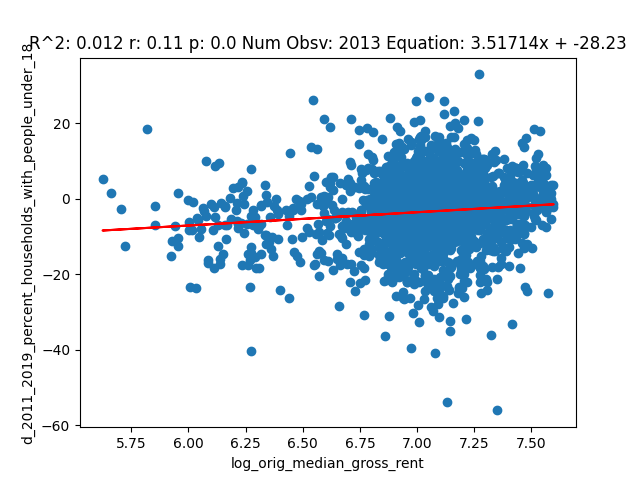 R^2: 0.012 r: 0.11 p: 0.0 Num Obsv: 2013 Equation: 3.51714x + -28.23
d_2011_2019_percent_households_with_people_under_18
20
0
−20
−40
−60
5.75 6.00 6.25 6.50 6.75 7.00 7.25 7.50
log_orig_median_gross_rent